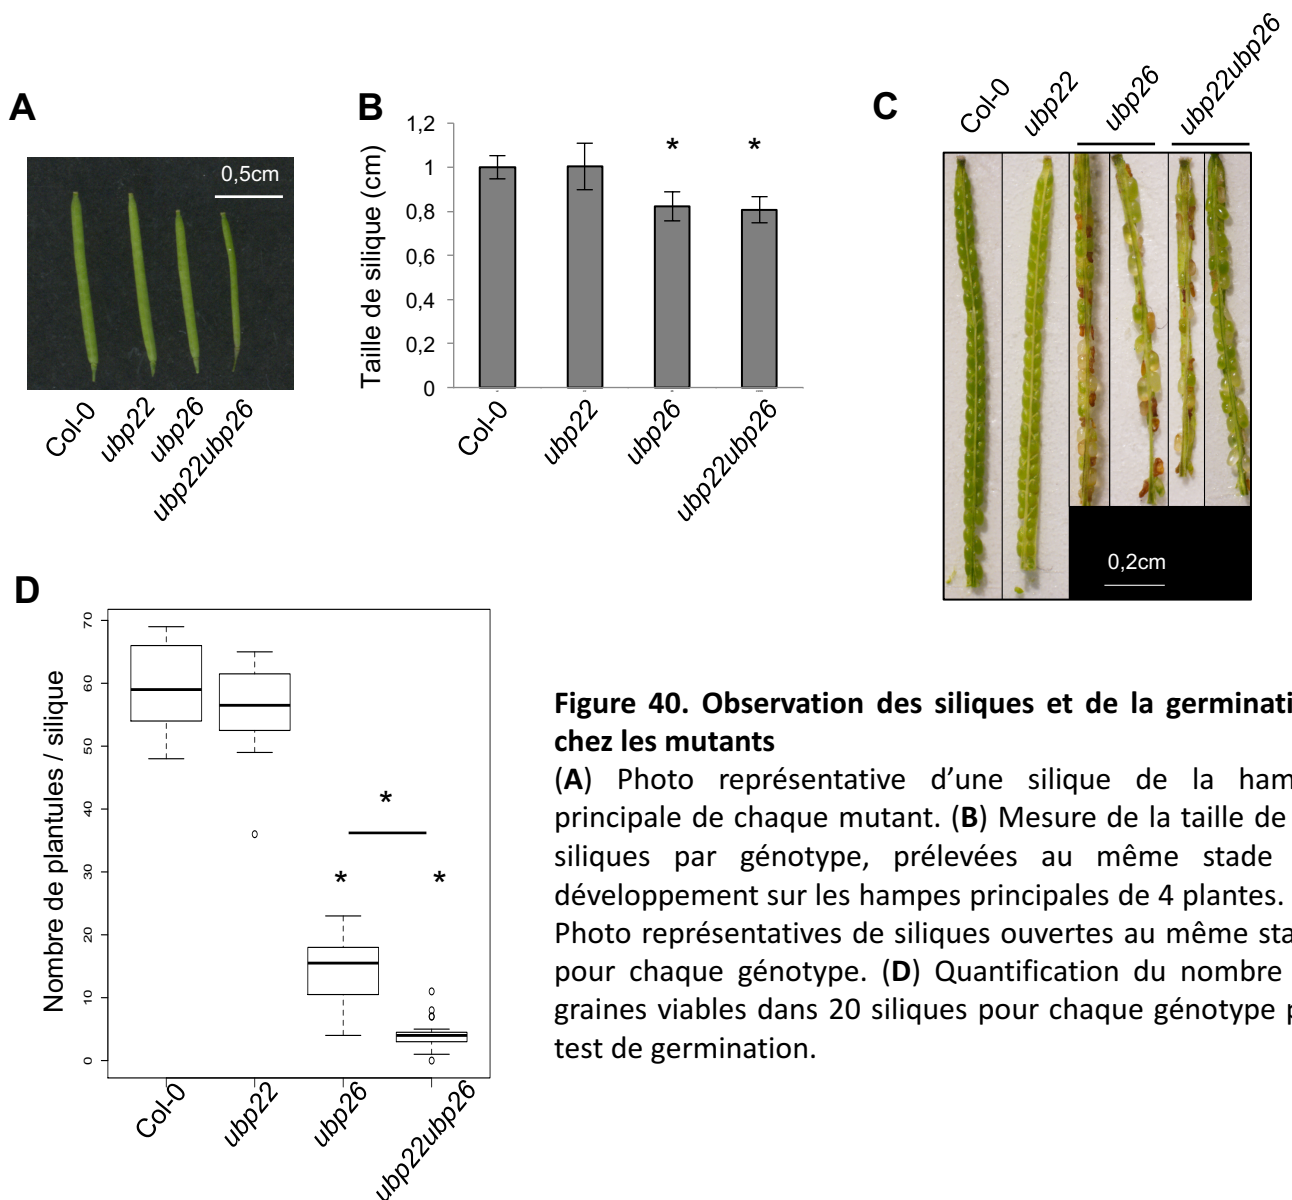 A
0,5cm
Col-0
ubp22
ubp26
ubp22ubp26
B
Taille de silique (cm)
1,2
1
0,8
0,6
0,4
0,2
0
* *
Col-0
ubp22
ubp26
ubp22ubp26
C
Col-0
ubp22
ubp26
ubp22ubp26
0,2cm
D
Nombre de plantules / silique
70
60
50
40
30
20
10
0
*
* *
Col-0
ubp22
ubp26
ubp22ubp26
Figure 40. Observation des siliques et de la germinati
chez les mutants
(A) Photo représentative d’une silique de la ham
principale de chaque mutant. (B) Mesure de la taille de
siliques par génotype, prélevées au même stade
développement sur les hampes principales de 4 plantes.
Photo représentatives de siliques ouvertes au même sta
pour chaque génotype. (D) Quantification du nombre
graines viables dans 20 siliques pour chaque génotype p
test de germination.